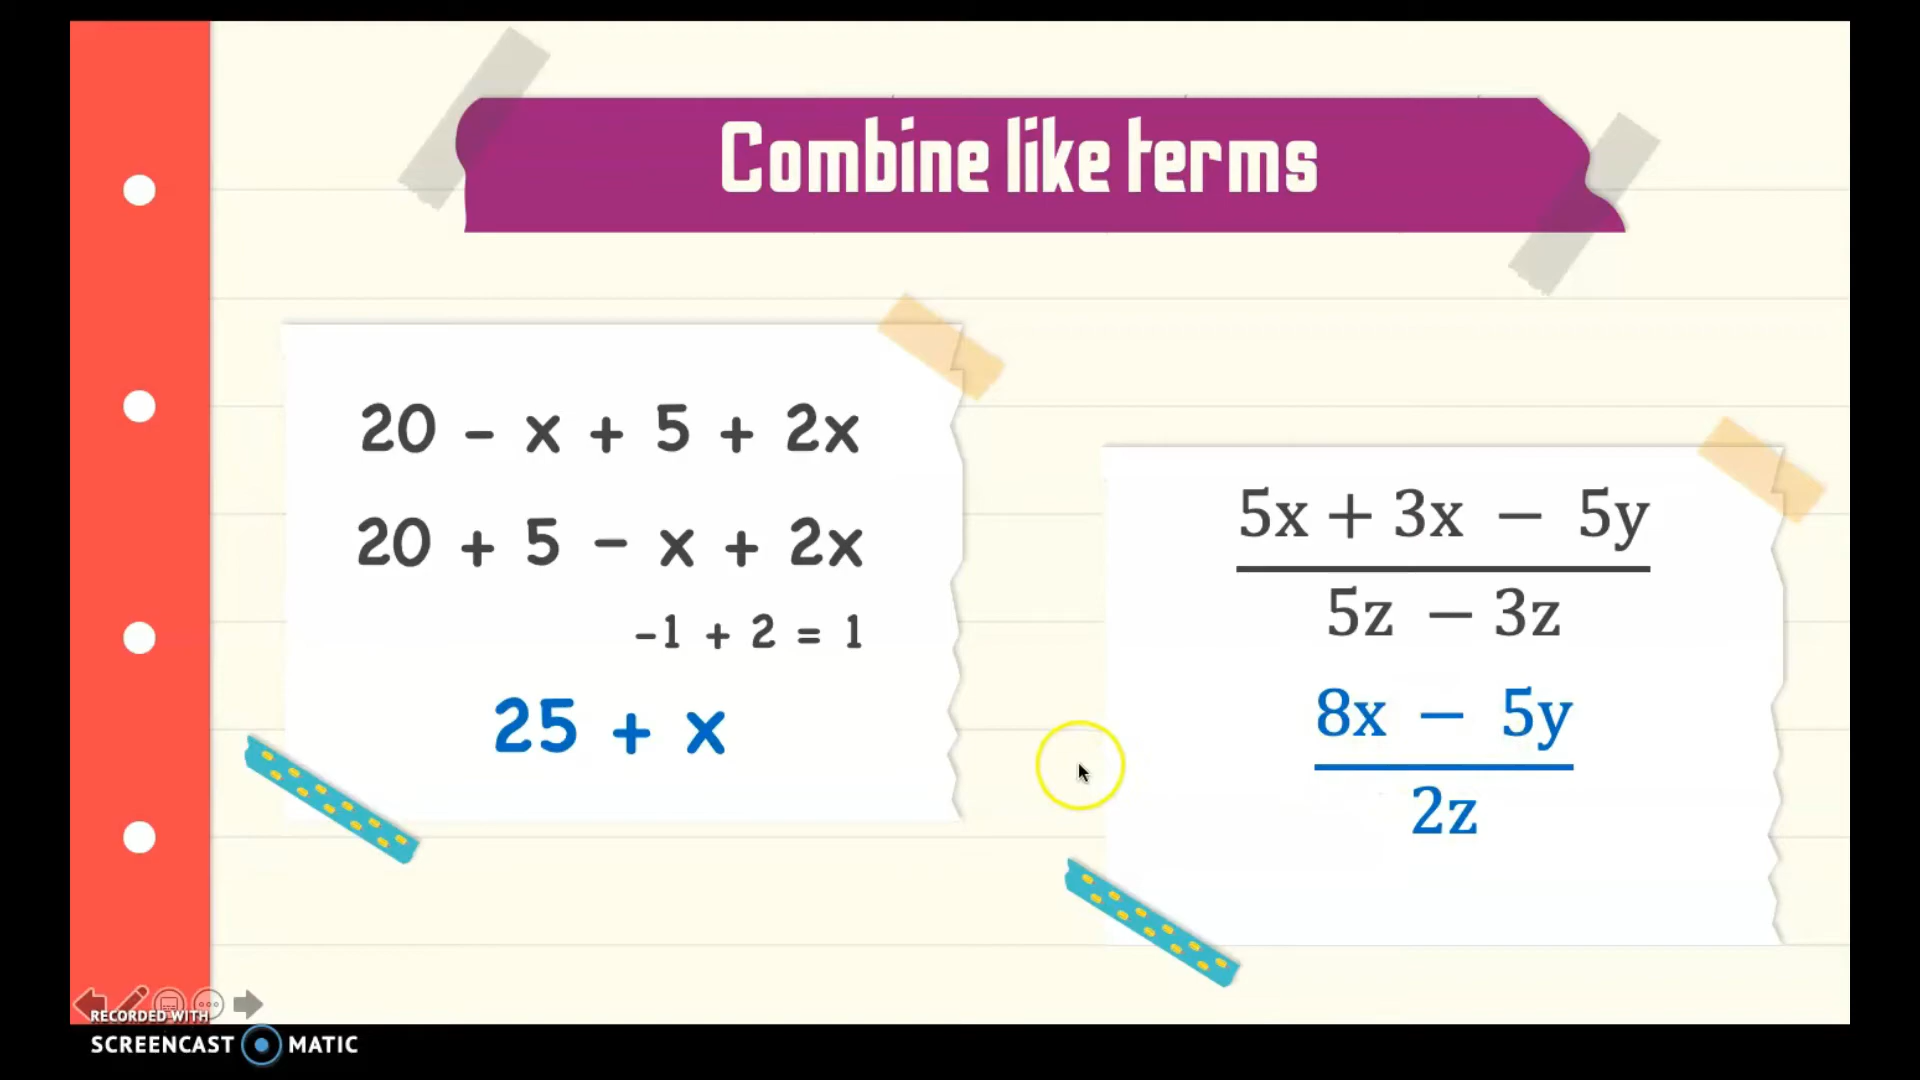 Combine like terms
20 - x + 5 + 2x
20 + 5 - x + 2x
-1 + 2 = 1
25 + x
5x + 3x − 5y
5z − 3z
8x − 5y
2z
RECORDED WITH
SCREENCAST MATIC